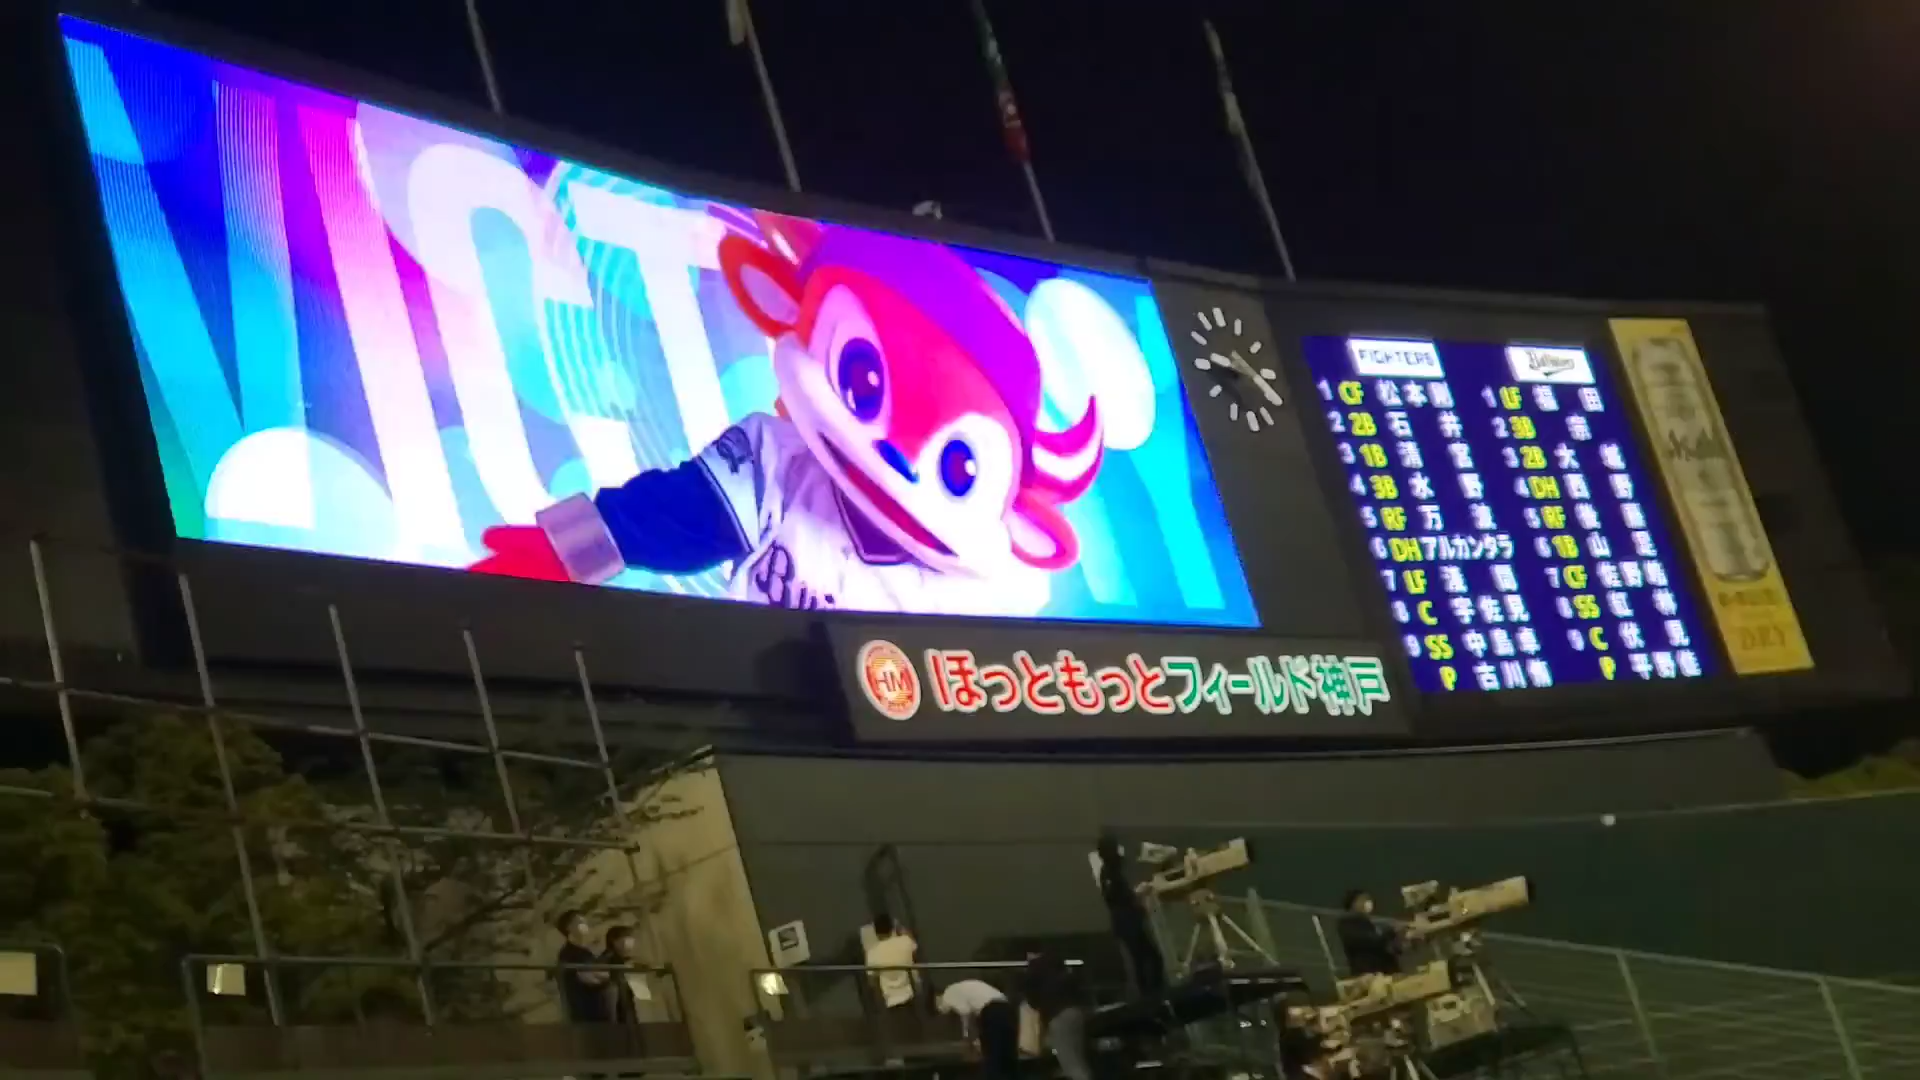 VICTORY
FIGHTERS
1 CF 松本剛
2 2B 石井
3 1B 清宮
4 3B 水野
5 RF 万波
6 DH アルカンタラ
7 LF
8 C 宇佐見
9 SS 中島卓
P 古川侑
Buffaloes
1 LF 福田
2 3B 宗
3 2B 大城
4 DH 西野
5 RF
6 1B 山足
7 CF 佐野皓
8 SS 紅林
9 C 伏見
P 平野佳
Asahi
DRY
HM
ほっともっとフィールド神戸